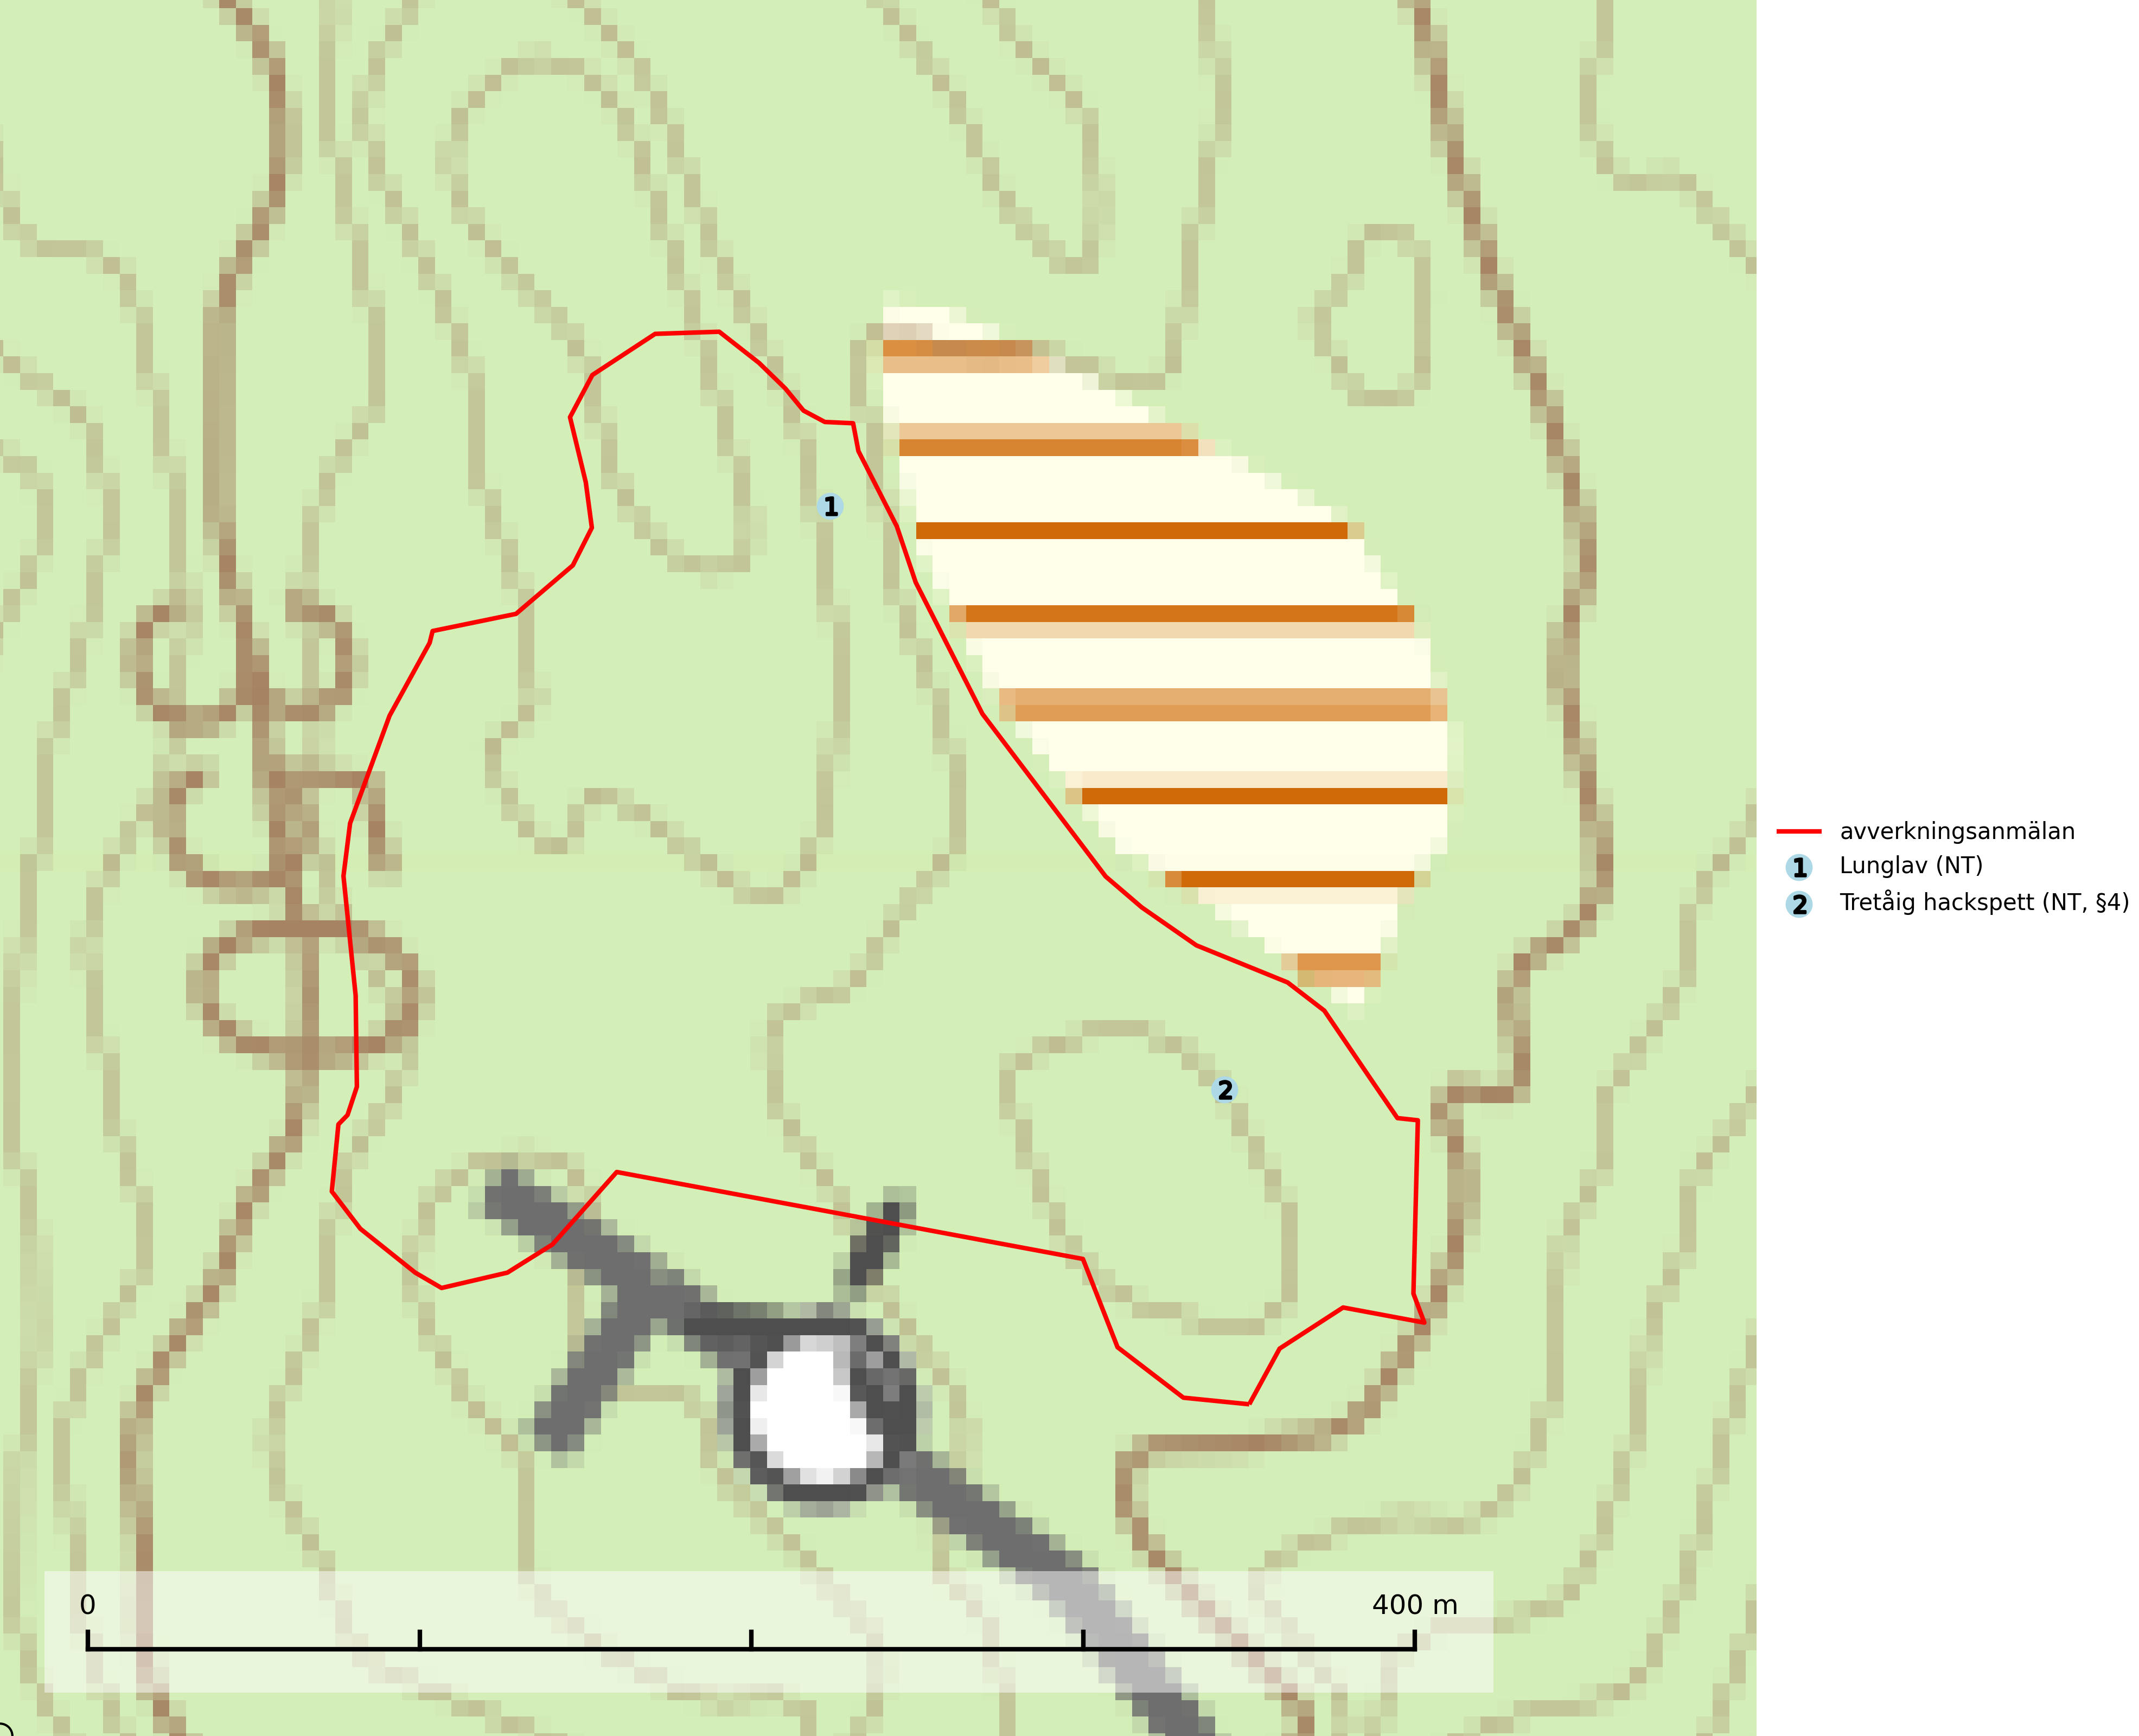 1
2
avverkningsanmälan
1 Lunglav (NT)
2 Tretåig hackspett (NT, §4)
0 400 m